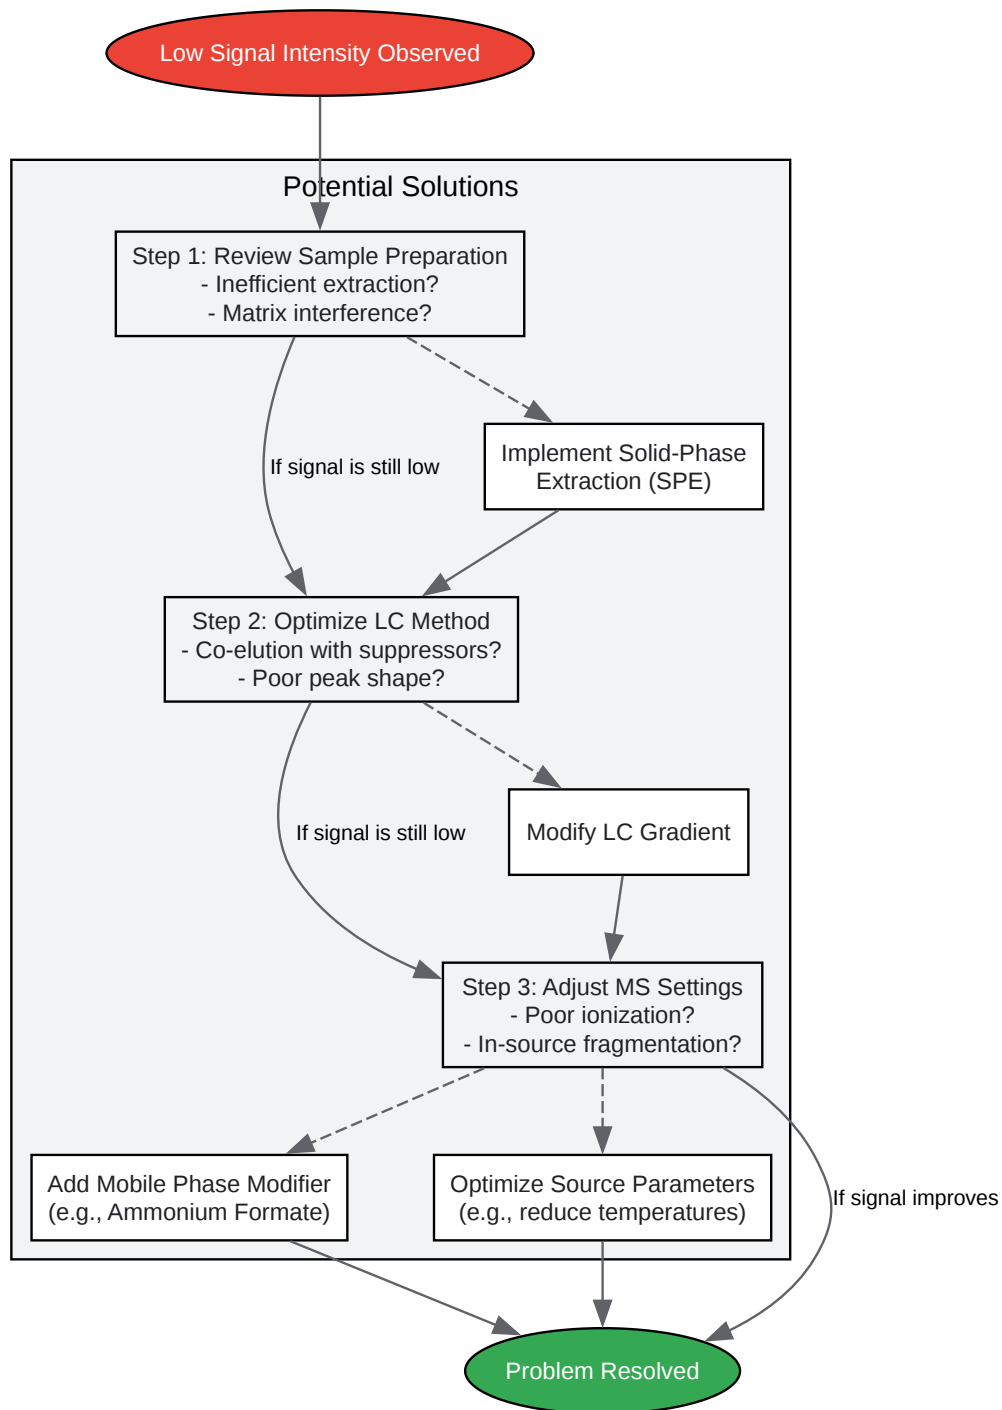 Low Signal Intensity Observed
Potential Solutions
Step 1: Review Sample Preparation
- Inefficient extraction?
- Matrix interference?
Implement Solid-Phase
Extraction (SPE)
If signal is still low
Step 2: Optimize LC Method
- Co-elution with suppressors?
- Poor peak shape?
If signal is still low
Modify LC Gradient
Step 3: Adjust MS Settings
- Poor ionization?
- In-source fragmentation?
Add Mobile Phase Modifier
(e.g., Ammonium Formate)
Optimize Source Parameters
(e.g., reduce temperatures)
If signal improves
Problem Resolved